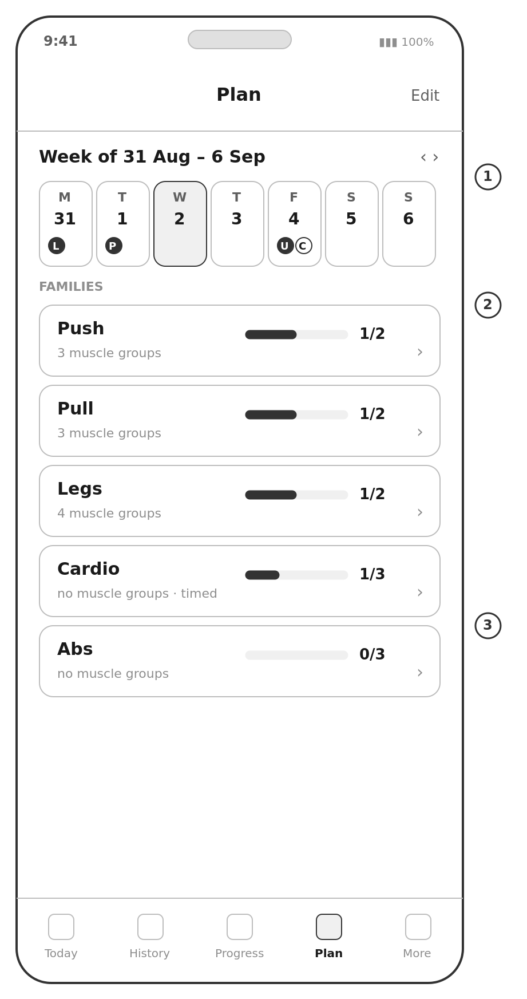 9:41 ▮▮▮ 100%
Plan Edit
Week of 31 Aug – 6 Sep ‹ ›
1
M T W T F S S
31 1 2 3 4 5 6
L P U C
FAMILIES
2
Push 1/2
3 muscle groups ›
Pull 1/2
3 muscle groups ›
Legs 1/2
4 muscle groups ›
Cardio 1/3
no muscle groups · timed ›
3
Abs 0/3
no muscle groups ›
Today History Progress Plan More